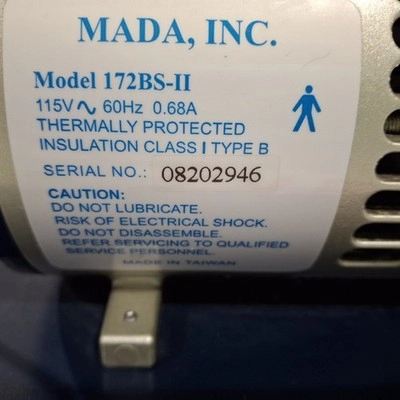 MADA, INC.
Model 172BS-II
115V ∿ 60Hz 0.68A
THERMALLY PROTECTED
INSULATION CLASS I TYPE B
SERIAL NO.: 08202946
CAUTION:
DO NOT LUBRICATE.
RISK OF ELECTRICAL SHOCK.
DO NOT DISASSEMBLE.
REFER SERVICING TO QUALIFIED
SERVICE PERSONNEL.
MADE IN TAIWAN